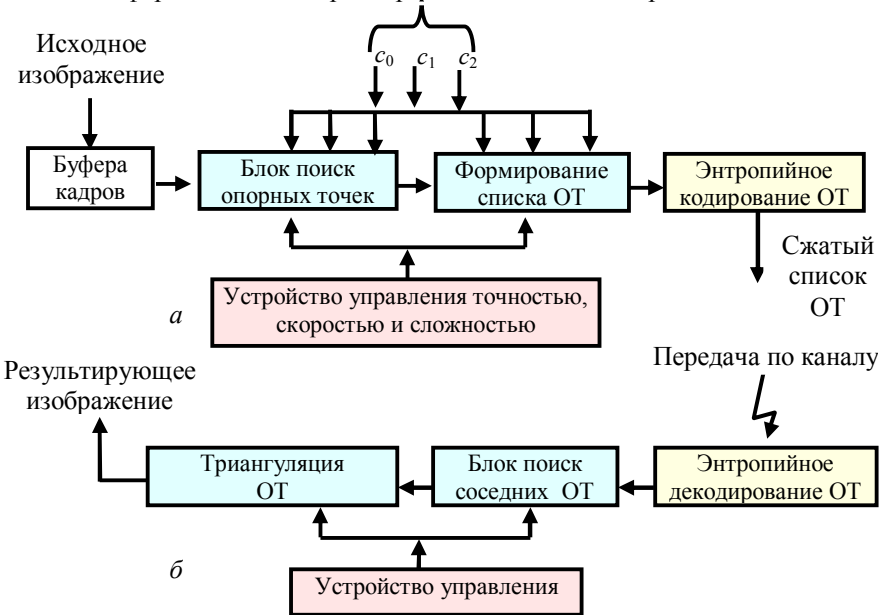 c₀ c₁ c₂
Исходное
изображение
Буфера
кадров
Блок поиск
опорных точек
Формирование
списка ОТ
Энтропийное
кодирование ОТ
Сжатый
список
ОТ
Устройство управления точностью,
скоростью и сложностью
а
Передача по каналу
Результирующее
изображение
Триангуляция
ОТ
Блок поиск
соседних ОТ
Энтропийное
декодирование ОТ
б
Устройство управления